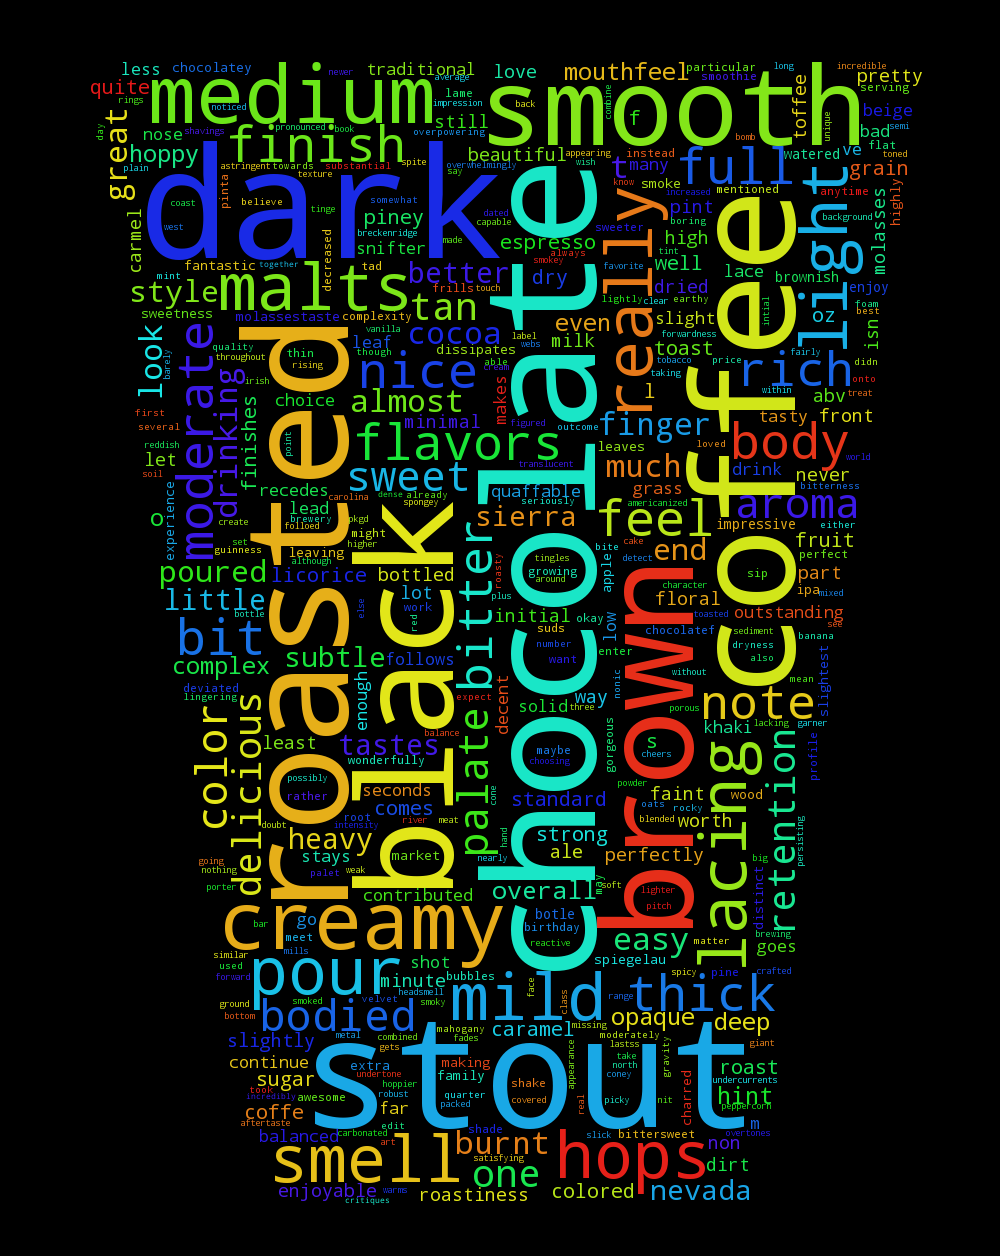 less chocolatey newer traditional average love mouthfeel particular long incredible
quite medium smooth smoothie pretty
rings noticed lame back combine toffee serving
great impression still f unique beige
day shavings pronounced book overpowering bad semi
nose finish beautiful appearing instead watered ve flat toned
plain hoppy astringent towards spite overwhelmingly wish t many full grain
dark texture substantial say know smoke mentioned anytime
pinta believe somewhat increased light molasses highly
coast tinge dated really pint boring background
carmel piney capable sweeter
west breckenridge made espresso high tint
fantastic together decreased snifter always smokey favorite well lace brownish
mint tad better dry dried
style malts frills touch lightly clear earthy enjoy
sweetness molassestaste complexity tan label even slight forwardness intial oz foam best
look quality vanilla cocoa webs milk toast price fairly isn
barely moderate throughout thin though leaf dissipates able tobacco didn
irish rising nice cream taking rich onto
drinking choice almost makes l within abv treat
first finishes minimal figured outcome finger tasty front
several point flavors leaves loved body
reddish roasted translucent much drink never world
let soil recedes carolina sweet quaffable seriously grass bitterness
experience lead dense already spongey americanized aroma
o create brewery pkgd sierra feel impressive either
set folloed might bitter tingles cake end fruit
guinness leaving higher roasty bite detect perfect
poured although licorice bottled growing around apple character sip part
little else black lot plus floral toasted ipa mixed
bottle work initial okay low outstanding see
bit red suds chocolatef sediment banana
complex subtle follows number enter dryness
deviated want without also mean slightest
lingering enough expect decent way nonic porous note
color palate solid three lacking garner
least tastes balance gorgeous s khaki profile
delicious wonderfully maybe cheers
possibly seconds choosing powder
rather comes cone standard oats rocky faint wood retention
doubt root river meat strong blended worth persisting
heavy intensity hand ale brown lacing
going stays market nearly perfectly big
nothing palet weak may soft lighter
porter contributed overall pitch distinct
creamy chocolate coffee
bar go botle birthday easy matter brewing
meet reactive goes
similar shot spiegelau
used pour minute bubbles spicy pine crafted
forward mills headsmell face mild range thick
ground smoked velvet smoky class
bottom bodied mahogany caramel missing opaque deep
slightly metal combined fades moderately giant
continue extra gets making lastss gravity
undertone family appearance take roast
sugar robust hoppier shake north undercurrents
took incredibly awesome quarter coney charred hint
coffe far packed covered real picky nit peppercorn
aftertaste edit stout m
balanced carbonated shade slick bittersweet overtones
art burnt hops non
smell satisfying one dirt
enjoyable warms roastiness colored nevada
critiques